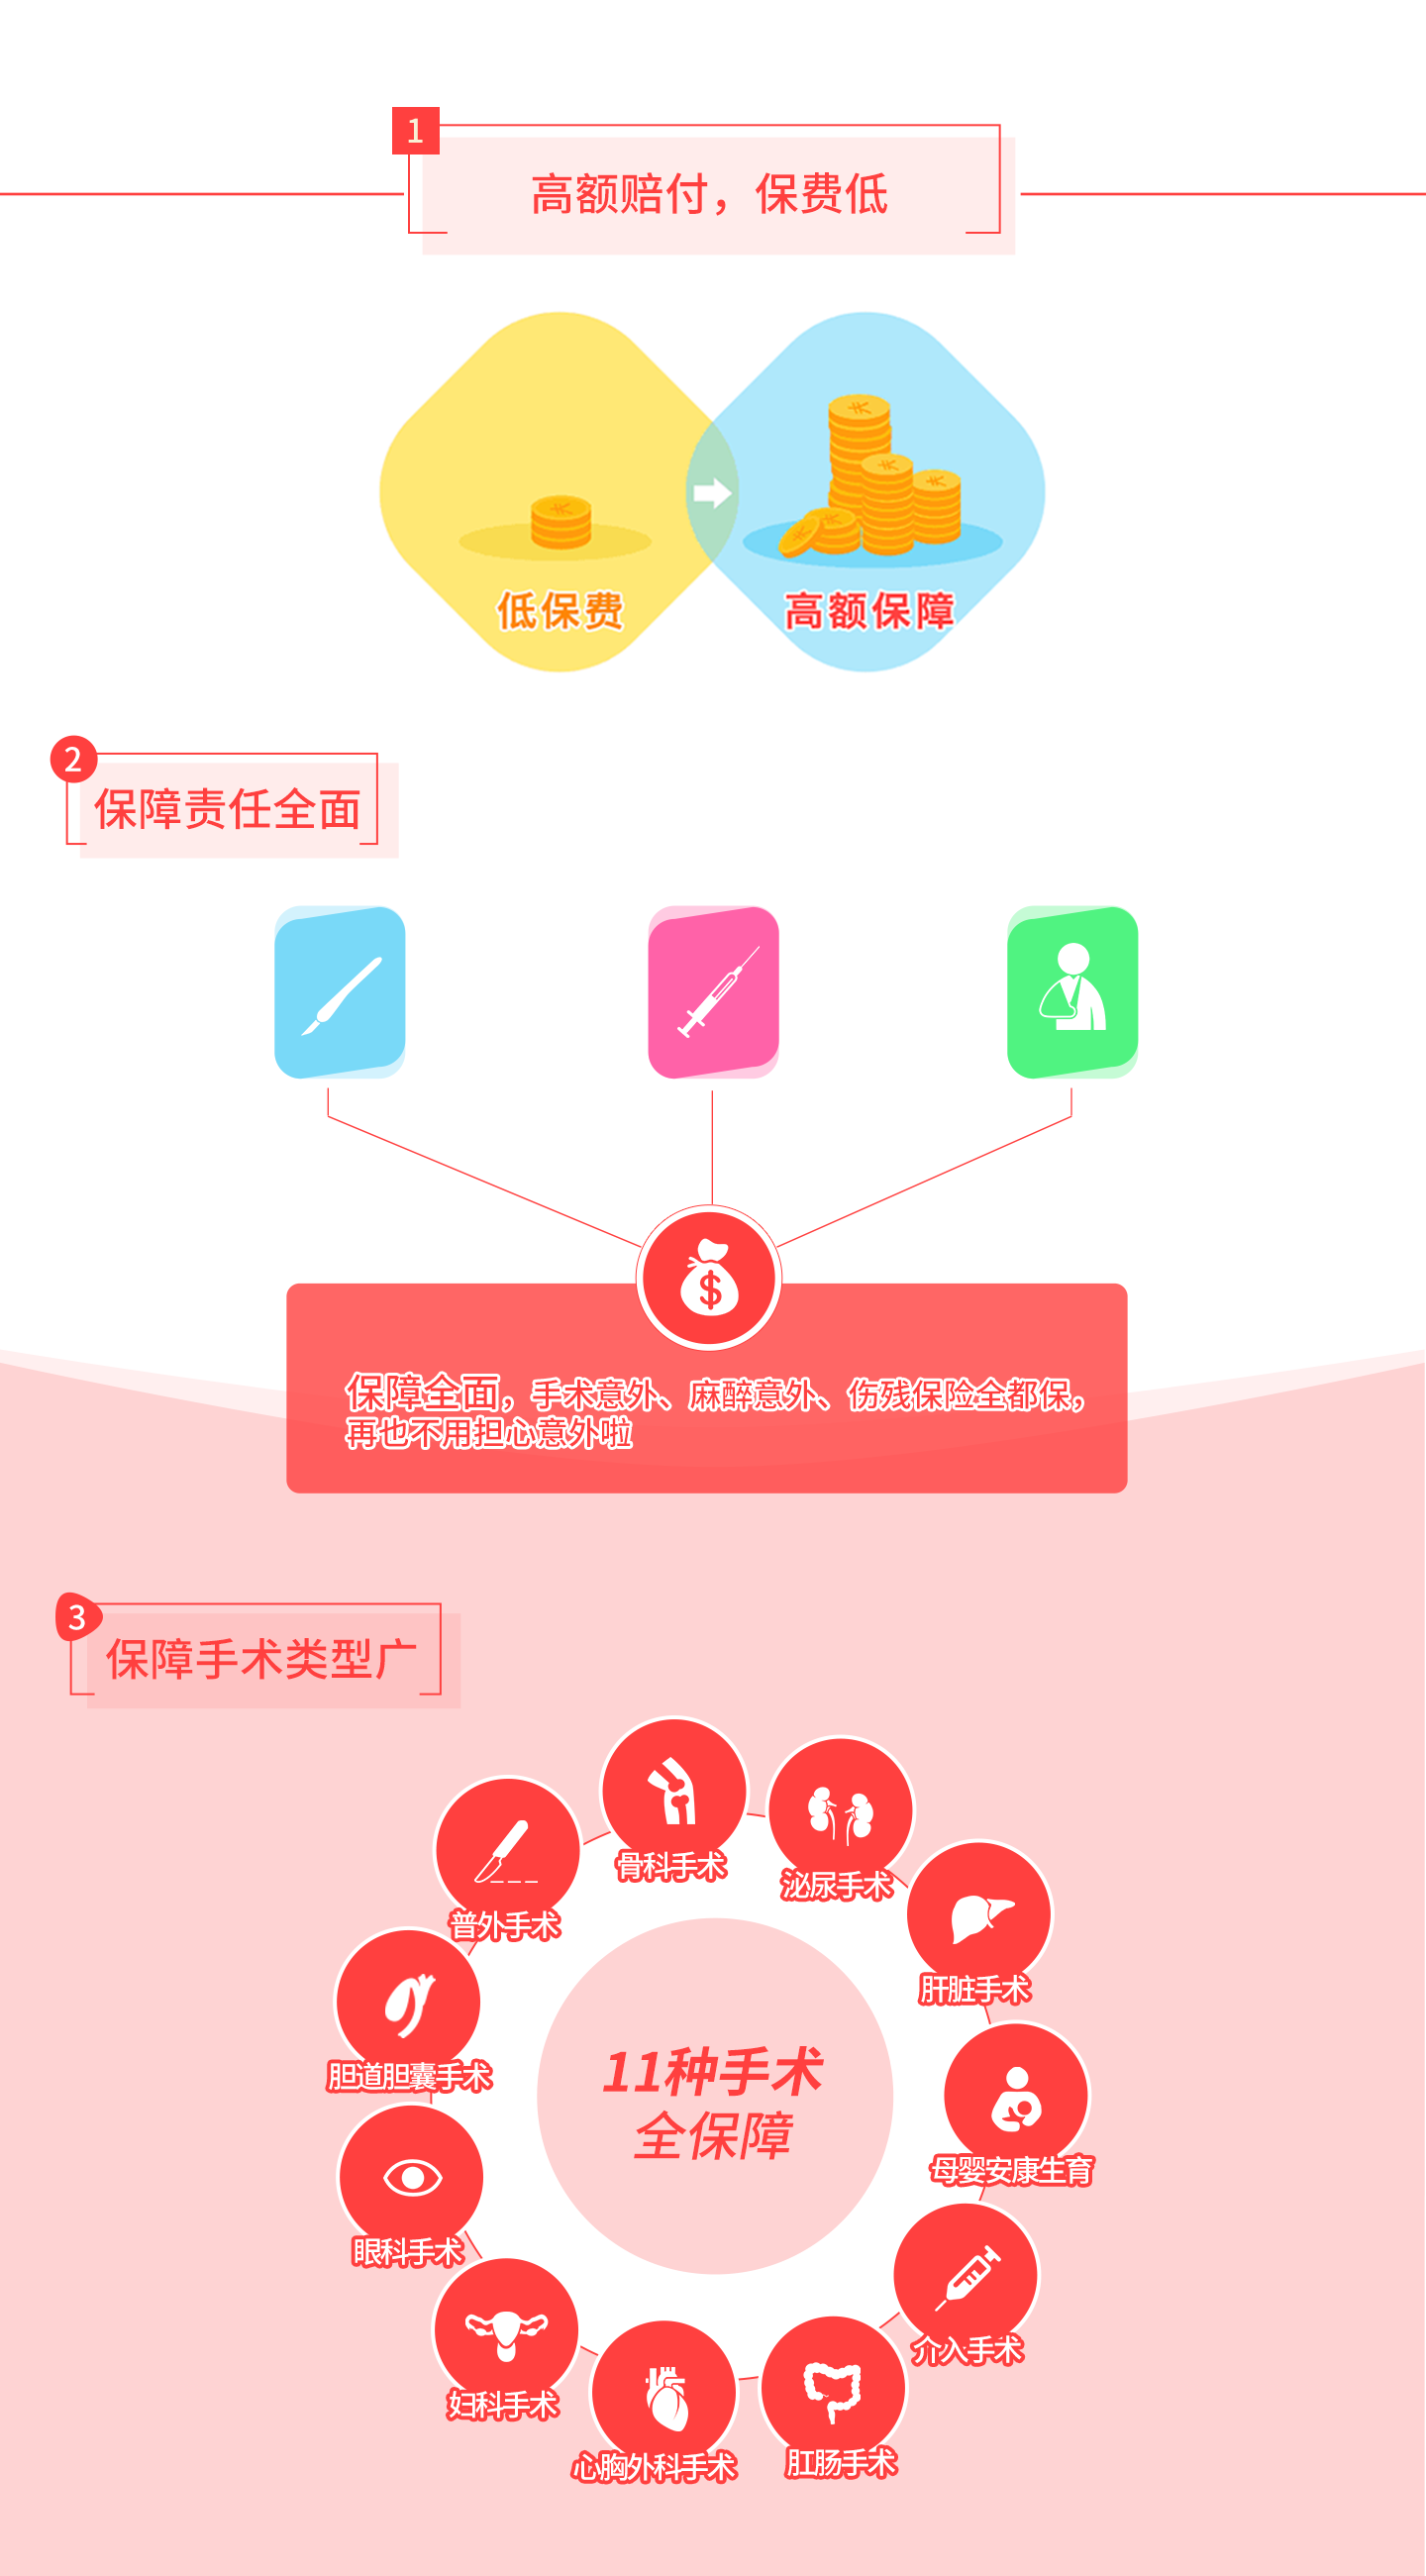 1
高额赔付，保费低
低保费
高额保障
2
保障责任全面
$
保障全面，手术意外、麻醉意外、伤残保险全都保，
再也不用担心意外啦
3
保障手术类型广
骨科手术
泌尿手术
普外手术
肝脏手术
11种手术
全保障
胆道胆囊手术
母婴安康生育
眼科手术
介入手术
妇科手术
心胸外科手术
肛肠手术